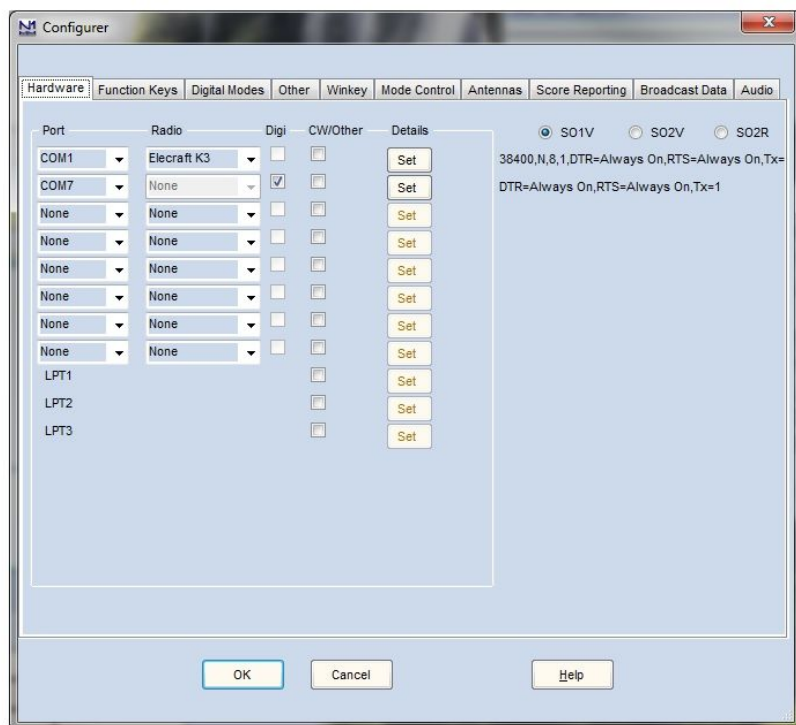 N1 Configurer
Hardware Function Keys Digital Modes Other Winkey Mode Control Antennas Score Reporting Broadcast Data Audio
Port Radio Digi CW/Other Details SO1V SO2V SO2R
COM1 Elecraft K3 Set 38400,N,8,1,DTR=Always On,RTS=Always On,Tx=
COM7 None Set DTR=Always On,RTS=Always On,Tx=1
None None Set
None None Set
None None Set
None None Set
None None Set
None None Set
LPT1 Set
LPT2 Set
LPT3 Set
OK Cancel Help